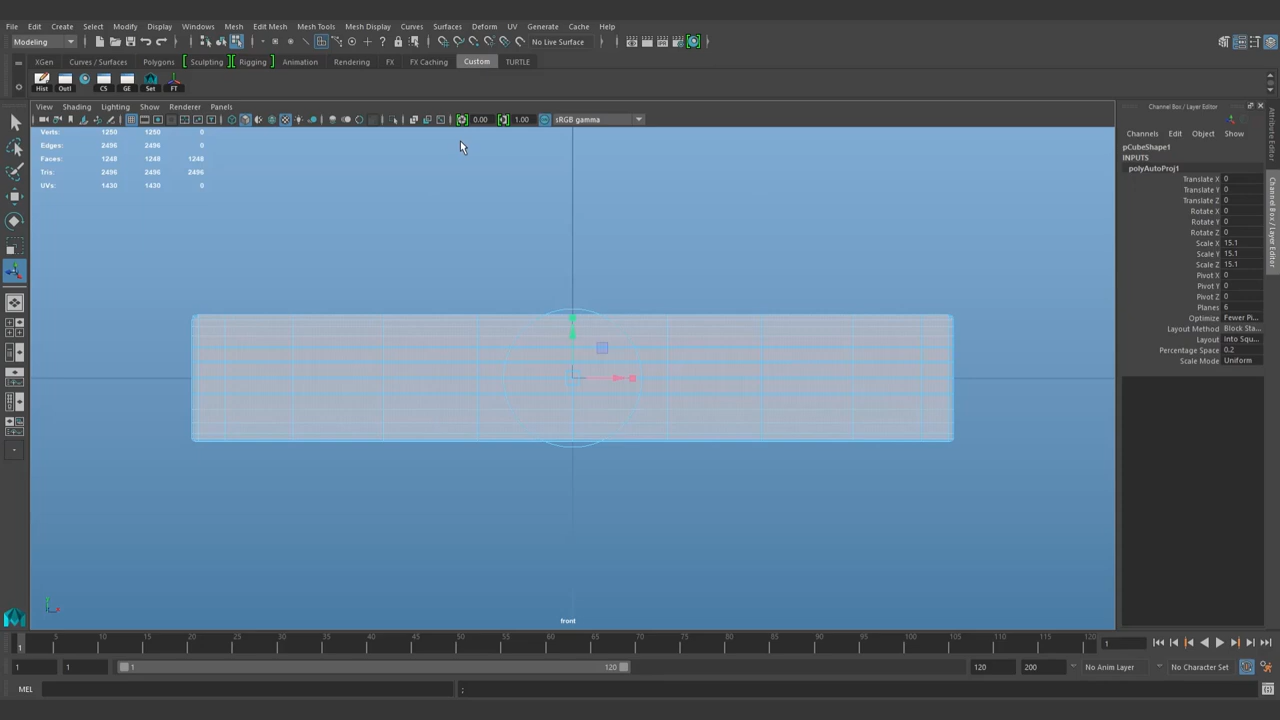 File Edit Create Select Modify Display Windows Mesh Edit Mesh Mesh Tools Mesh Display Curves Surfaces Deform UV Generate Cache Help
Modeling No Live Surface
XGen Curves / Surfaces Polygons Sculpting Rigging Animation Rendering FX FX Caching Custom TURTLE
Hist Outl CS GE Set FT
View Shading Lighting Show Renderer Panels
0.00 1.00 sRGB gamma
Verts: 1250 1250 0
Edges: 2496 2496 0
Faces: 1248 1248 1248
Tris: 2496 2496 2496
UVs: 1430 1430 0
front
Channel Box / Layer Editor
Channels Edit Object Show
pCubeShape1
INPUTS
polyAutoProj1
Translate X 0
Translate Y 0
Translate Z 0
Rotate X 0
Rotate Y 0
Rotate Z 0
Scale X 15.1
Scale Y 15.1
Scale Z 15.1
Pivot X 0
Pivot Y 0
Pivot Z 0
Planes 6
Optimize Fewer Pi...
Layout Method Block Sta...
Layout Into Squ...
Percentage Space 0.2
Scale Mode Uniform
Attribute Editor
Channel Box / Layer Editor
1 5 10 15 20 25 30 35 40 45 50 55 60 65 70 75 80 85 90 95 100 105 110 115 120 1
1 1 1 120 120 200 No Anim Layer No Character Set
MEL ;